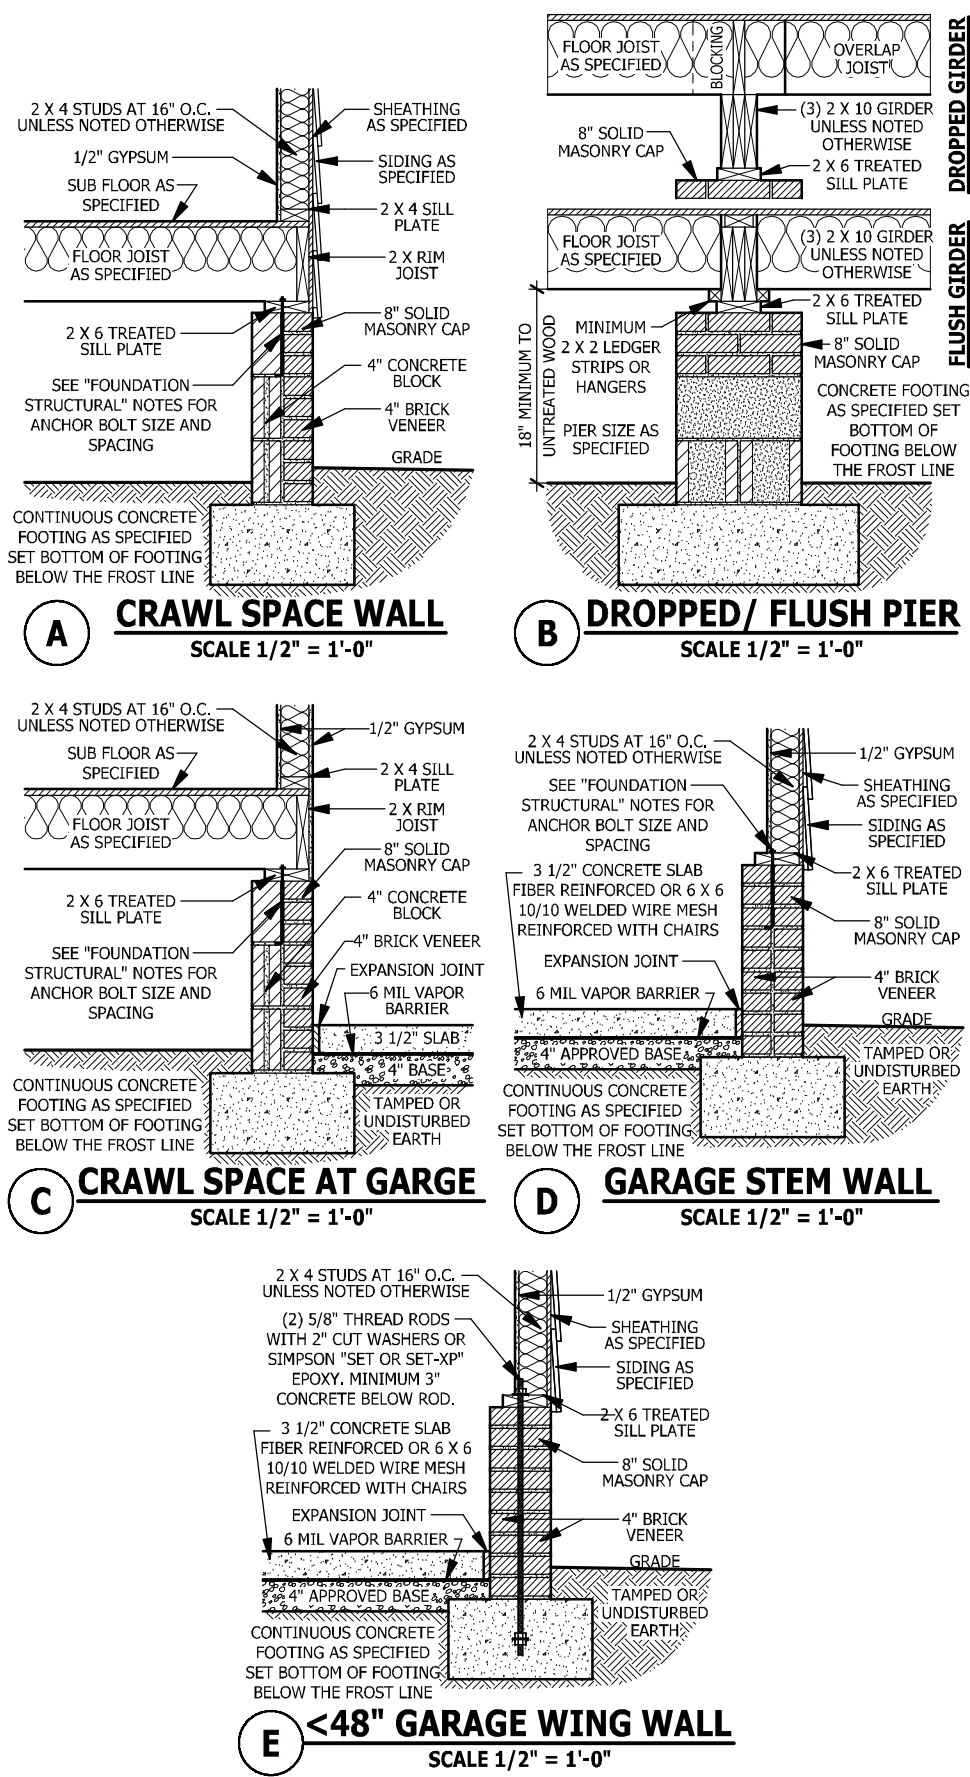 2 X 4 STUDS AT 16" O.C.
UNLESS NOTED OTHERWISE
1/2" GYPSUM
SUB FLOOR AS
SPECIFIED
FLOOR JOIST
AS SPECIFIED
2 X 6 TREATED
SILL PLATE
SEE "FOUNDATION
STRUCTURAL" NOTES FOR
ANCHOR BOLT SIZE AND
SPACING
SHEATHING
AS SPECIFIED
SIDING AS
SPECIFIED
2 X 4 SILL
PLATE
2 X RIM
JOIST
8" SOLID
MASONRY CAP
4" CONCRETE
BLOCK
4" BRICK
VENEER
GRADE
CONTINUOUS CONCRETE
FOOTING AS SPECIFIED
SET BOTTOM OF FOOTING
BELOW THE FROST LINE
A
CRAWL SPACE WALL
SCALE 1/2" = 1'-0"
FLOOR JOIST
AS SPECIFIED
BLOCKING
OVERLAP
JOIST
DROPPED GIRDER
8" SOLID
MASONRY CAP
(3) 2 X 10 GIRDER
UNLESS NOTED
OTHERWISE
2 X 6 TREATED
SILL PLATE
FLOOR JOIST
AS SPECIFIED
(3) 2 X 10 GIRDER
UNLESS NOTED
OTHERWISE
FLUSH GIRDER
18" MINIMUM TO
UNTREATED WOOD
MINIMUM
2 X 2 LEDGER
STRIPS OR
HANGERS
PIER SIZE AS
SPECIFIED
2 X 6 TREATED
SILL PLATE
8" SOLID
MASONRY CAP
CONCRETE FOOTING
AS SPECIFIED SET
BOTTOM OF
FOOTING BELOW
THE FROST LINE
B
DROPPED/ FLUSH PIER
SCALE 1/2" = 1'-0"
2 X 4 STUDS AT 16" O.C.
UNLESS NOTED OTHERWISE
SUB FLOOR AS
SPECIFIED
FLOOR JOIST
AS SPECIFIED
2 X 6 TREATED
SILL PLATE
SEE "FOUNDATION
STRUCTURAL" NOTES FOR
ANCHOR BOLT SIZE AND
SPACING
1/2" GYPSUM
2 X 4 SILL
PLATE
2 X RIM
JOIST
8" SOLID
MASONRY CAP
4" CONCRETE
BLOCK
4" BRICK VENEER
EXPANSION JOINT
6 MIL VAPOR
BARRIER
3 1/2" SLAB
4" BASE
CONTINUOUS CONCRETE
FOOTING AS SPECIFIED
SET BOTTOM OF FOOTING
BELOW THE FROST LINE
TAMPED OR
UNDISTURBED
EARTH
C
CRAWL SPACE AT GARGE
SCALE 1/2" = 1'-0"
2 X 4 STUDS AT 16" O.C.
UNLESS NOTED OTHERWISE
SEE "FOUNDATION
STRUCTURAL" NOTES FOR
ANCHOR BOLT SIZE AND
SPACING
3 1/2" CONCRETE SLAB
FIBER REINFORCED OR 6 X 6
10/10 WELDED WIRE MESH
REINFORCED WITH CHAIRS
EXPANSION JOINT
6 MIL VAPOR BARRIER
4" APPROVED BASE
1/2" GYPSUM
SHEATHING
AS SPECIFIED
SIDING AS
SPECIFIED
2 X 6 TREATED
SILL PLATE
8" SOLID
MASONRY CAP
4" BRICK
VENEER
GRADE
TAMPED OR
UNDISTURBED
EARTH
CONTINUOUS CONCRETE
FOOTING AS SPECIFIED
SET BOTTOM OF FOOTING
BELOW THE FROST LINE
D
GARAGE STEM WALL
SCALE 1/2" = 1'-0"
2 X 4 STUDS AT 16" O.C.
UNLESS NOTED OTHERWISE
(2) 5/8" THREAD RODS
WITH 2" CUT WASHERS OR
SIMPSON "SET OR SET-XP"
EPOXY. MINIMUM 3"
CONCRETE BELOW ROD.
3 1/2" CONCRETE SLAB
FIBER REINFORCED OR 6 X 6
10/10 WELDED WIRE MESH
REINFORCED WITH CHAIRS
EXPANSION JOINT
6 MIL VAPOR BARRIER
4" APPROVED BASE
1/2" GYPSUM
SHEATHING
AS SPECIFIED
SIDING AS
SPECIFIED
2 X 6 TREATED
SILL PLATE
8" SOLID
MASONRY CAP
4" BRICK
VENEER
GRADE
TAMPED OR
UNDISTURBED
EARTH
CONTINUOUS CONCRETE
FOOTING AS SPECIFIED
SET BOTTOM OF FOOTING
BELOW THE FROST LINE
E
<48" GARAGE WING WALL
SCALE 1/2" = 1'-0"